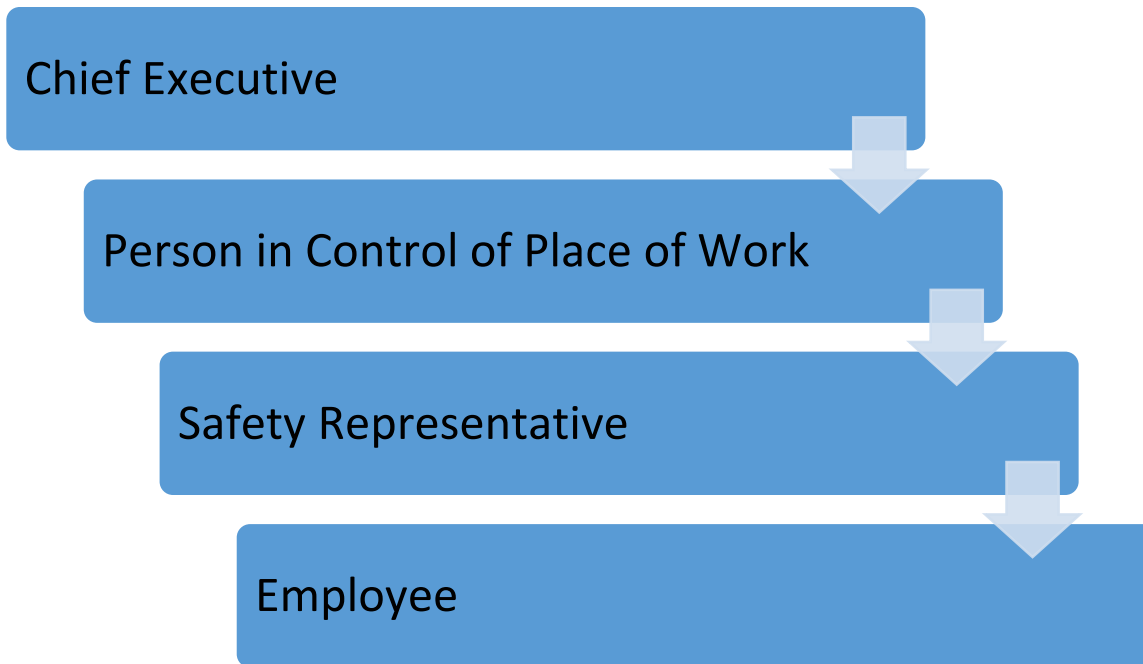 Chief Executive
Person in Control of Place of Work
Safety Representative
Employee